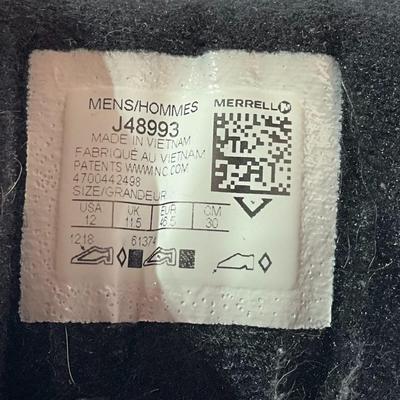 MENS/HOMMES
MERRELL
J48993
MADE IN VIETNAM
FABRIQUÉ AU VIETNAM
PATENTS WWW.NC.COM
4700442498
SIZE/GRANDEUR
USA UK EUR CM
12 11.5 46.5 30
1218 61374